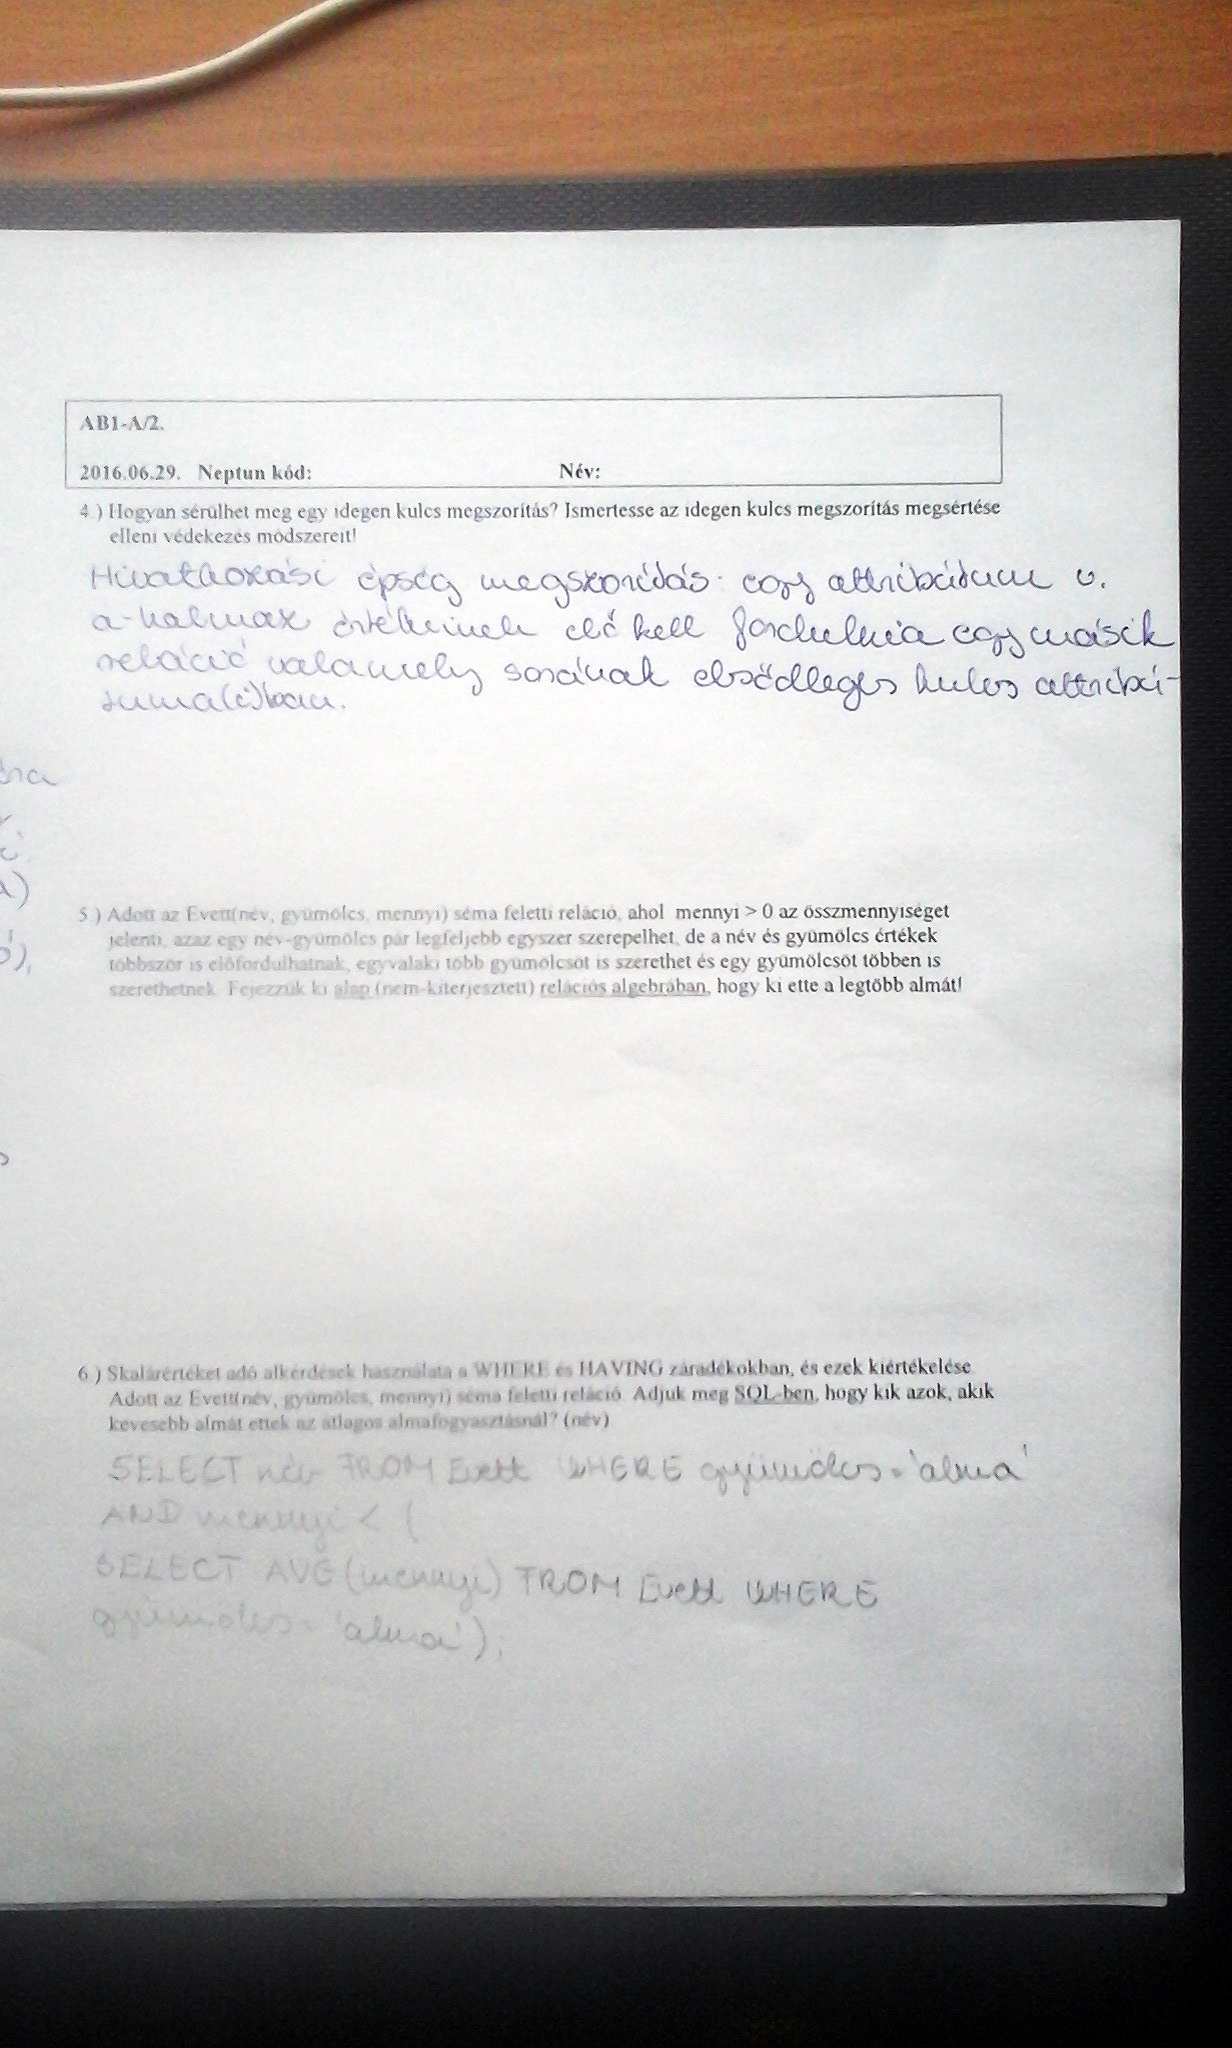 AB1-A/2.
2016.06.29. Neptun kód: Név:
4.) Hogyan sérülhet meg egy idegen kulcs megszorítás? Ismertesse az idegen kulcs megszorítás megsértése
elleni védekezés módszereit!
Hivatkozási épség megszorítás: egy attribútum v.
a-halmaz értékeinek elő kell fordulnia egy másik
reláció valamely sorának elsődleges kulcs attribú-
tuma(i)ban.
óra
5.) Adott az Evett(név, gyümölcs, mennyi) séma feletti reláció, ahol mennyi > 0 az összmennyiséget
jelenti, azaz egy név-gyümölcs pár legfeljebb egyszer szerepelhet, de a név és gyümölcs értékek
többször is előfordulhatnak, egyvalaki több gyümölcsöt is szerethet és egy gyümölcsöt többen is
szerethetnek. Fejezzük ki alap (nem-kiterjesztett) relációs algebrában, hogy ki ette a legtöbb almát!
6.) Skalárértéket adó alkérdések használata a WHERE és HAVING záradékokban, és ezek kiértékelése.
Adott az Evett(név, gyümölcs, mennyi) séma feletti reláció. Adjuk meg SQL-ben, hogy kik azok, akik
kevesebb almát ettek az átlagos almafogyasztásnál? (név)
SELECT név FROM Evett WHERE gyümölcs = 'alma'
AND mennyi < (
SELECT AVG(mennyi) FROM Evett WHERE
gyümölcs = 'alma');